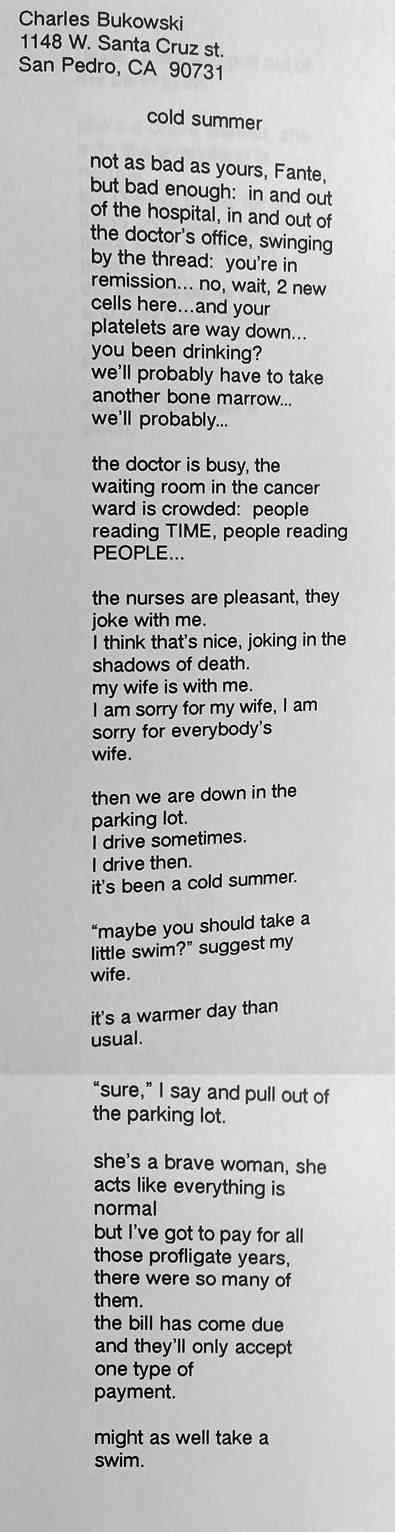 Charles Bukowski
1148 W. Santa Cruz st.
San Pedro, CA 90731
cold summer
not as bad as yours, Fante,
but bad enough: in and out
of the hospital, in and out of
the doctor's office, swinging
by the thread: you're in
remission... no, wait, 2 new
cells here...and your
platelets are way down...
you been drinking?
we'll probably have to take
another bone marrow...
we'll probably...
the doctor is busy, the
waiting room in the cancer
ward is crowded: people
reading TIME, people reading
PEOPLE...
the nurses are pleasant, they
joke with me.
I think that's nice, joking in the
shadows of death.
my wife is with me.
I am sorry for my wife, I am
sorry for everybody's
wife.
then we are down in the
parking lot.
I drive sometimes.
I drive then.
it's been a cold summer.
"maybe you should take a
little swim?" suggest my
wife.
it's a warmer day than
usual.
"sure," I say and pull out of
the parking lot.
she's a brave woman, she
acts like everything is
normal
but I've got to pay for all
those profligate years,
there were so many of
them.
the bill has come due
and they'll only accept
one type of
payment.
might as well take a
swim.